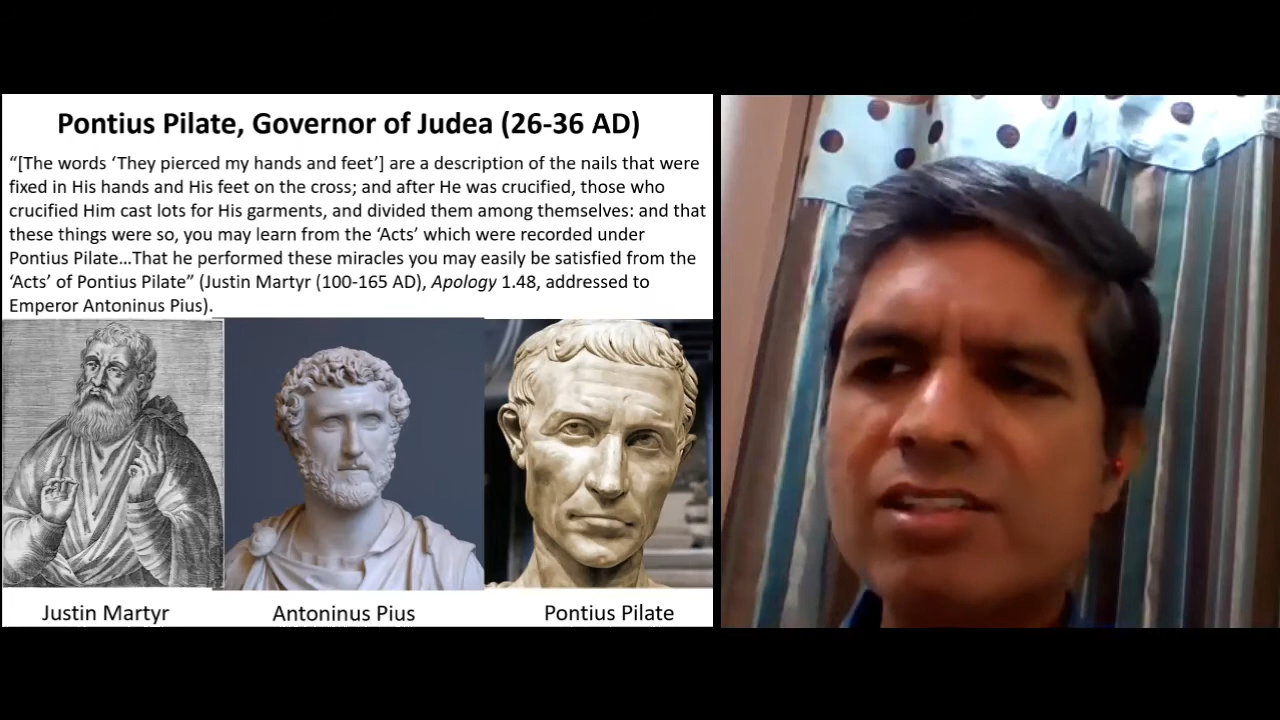 Pontius Pilate, Governor of Judea (26-36 AD)
“[The words ‘They pierced my hands and feet’] are a description of the nails that were
fixed in His hands and His feet on the cross; and after He was crucified, those who
crucified Him cast lots for His garments, and divided them among themselves: and that
these things were so, you may learn from the ‘Acts’ which were recorded under
Pontius Pilate…That he performed these miracles you may easily be satisfied from the
‘Acts’ of Pontius Pilate” (Justin Martyr (100-165 AD), Apology 1.48, addressed to
Emperor Antoninus Pius).
Justin Martyr
Antoninus Pius
Pontius Pilate